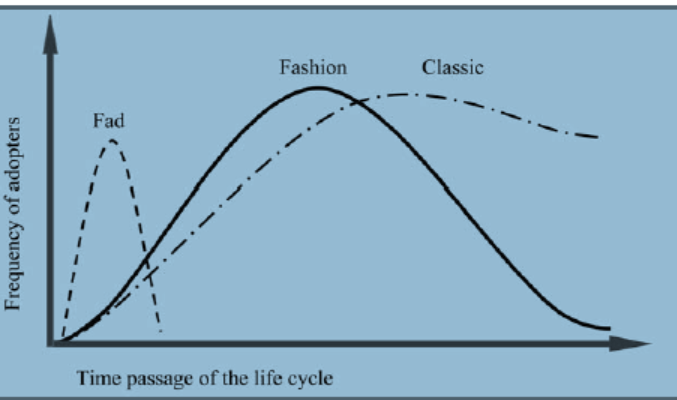 Fashion
Classic
Fad
Frequency of adopters
Time passage of the life cycle